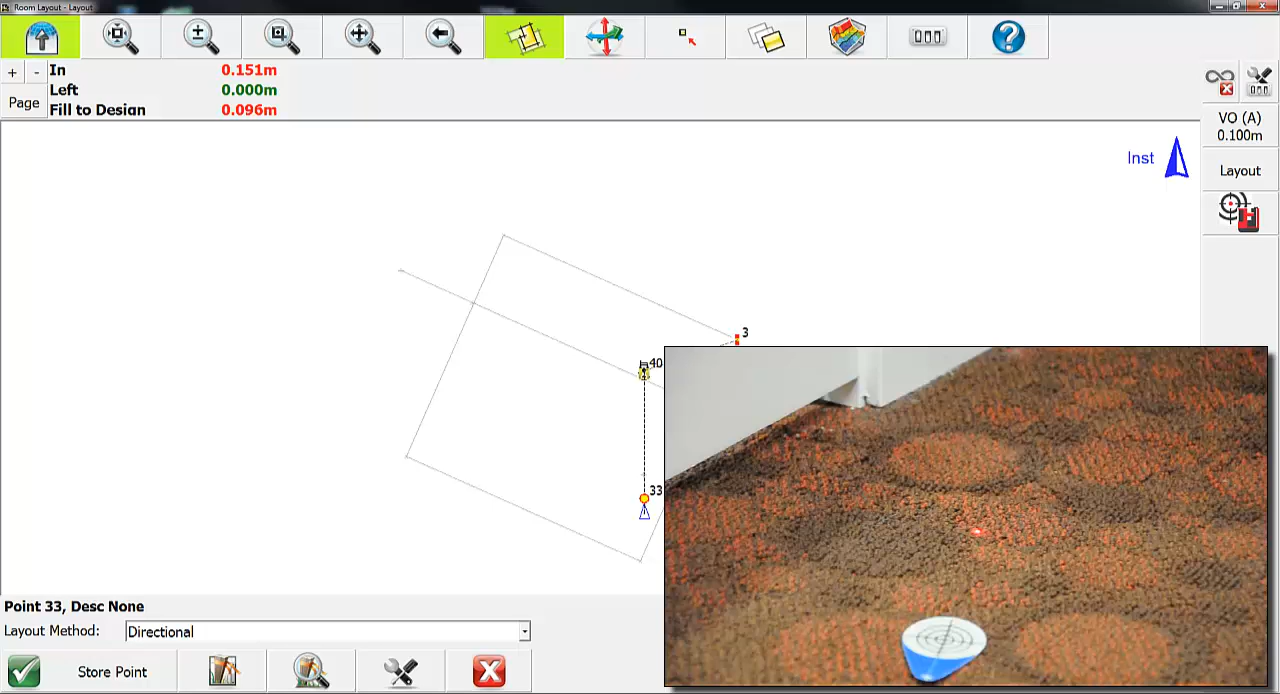 Room Layout - Layout
+ - In 0.151m
Left 0.000m
Page
Fill to Design 0.096m
VO (A)
0.100m
Inst
Layout
3
40
33
Point 33, Desc None
Layout Method: Directional
Store Point